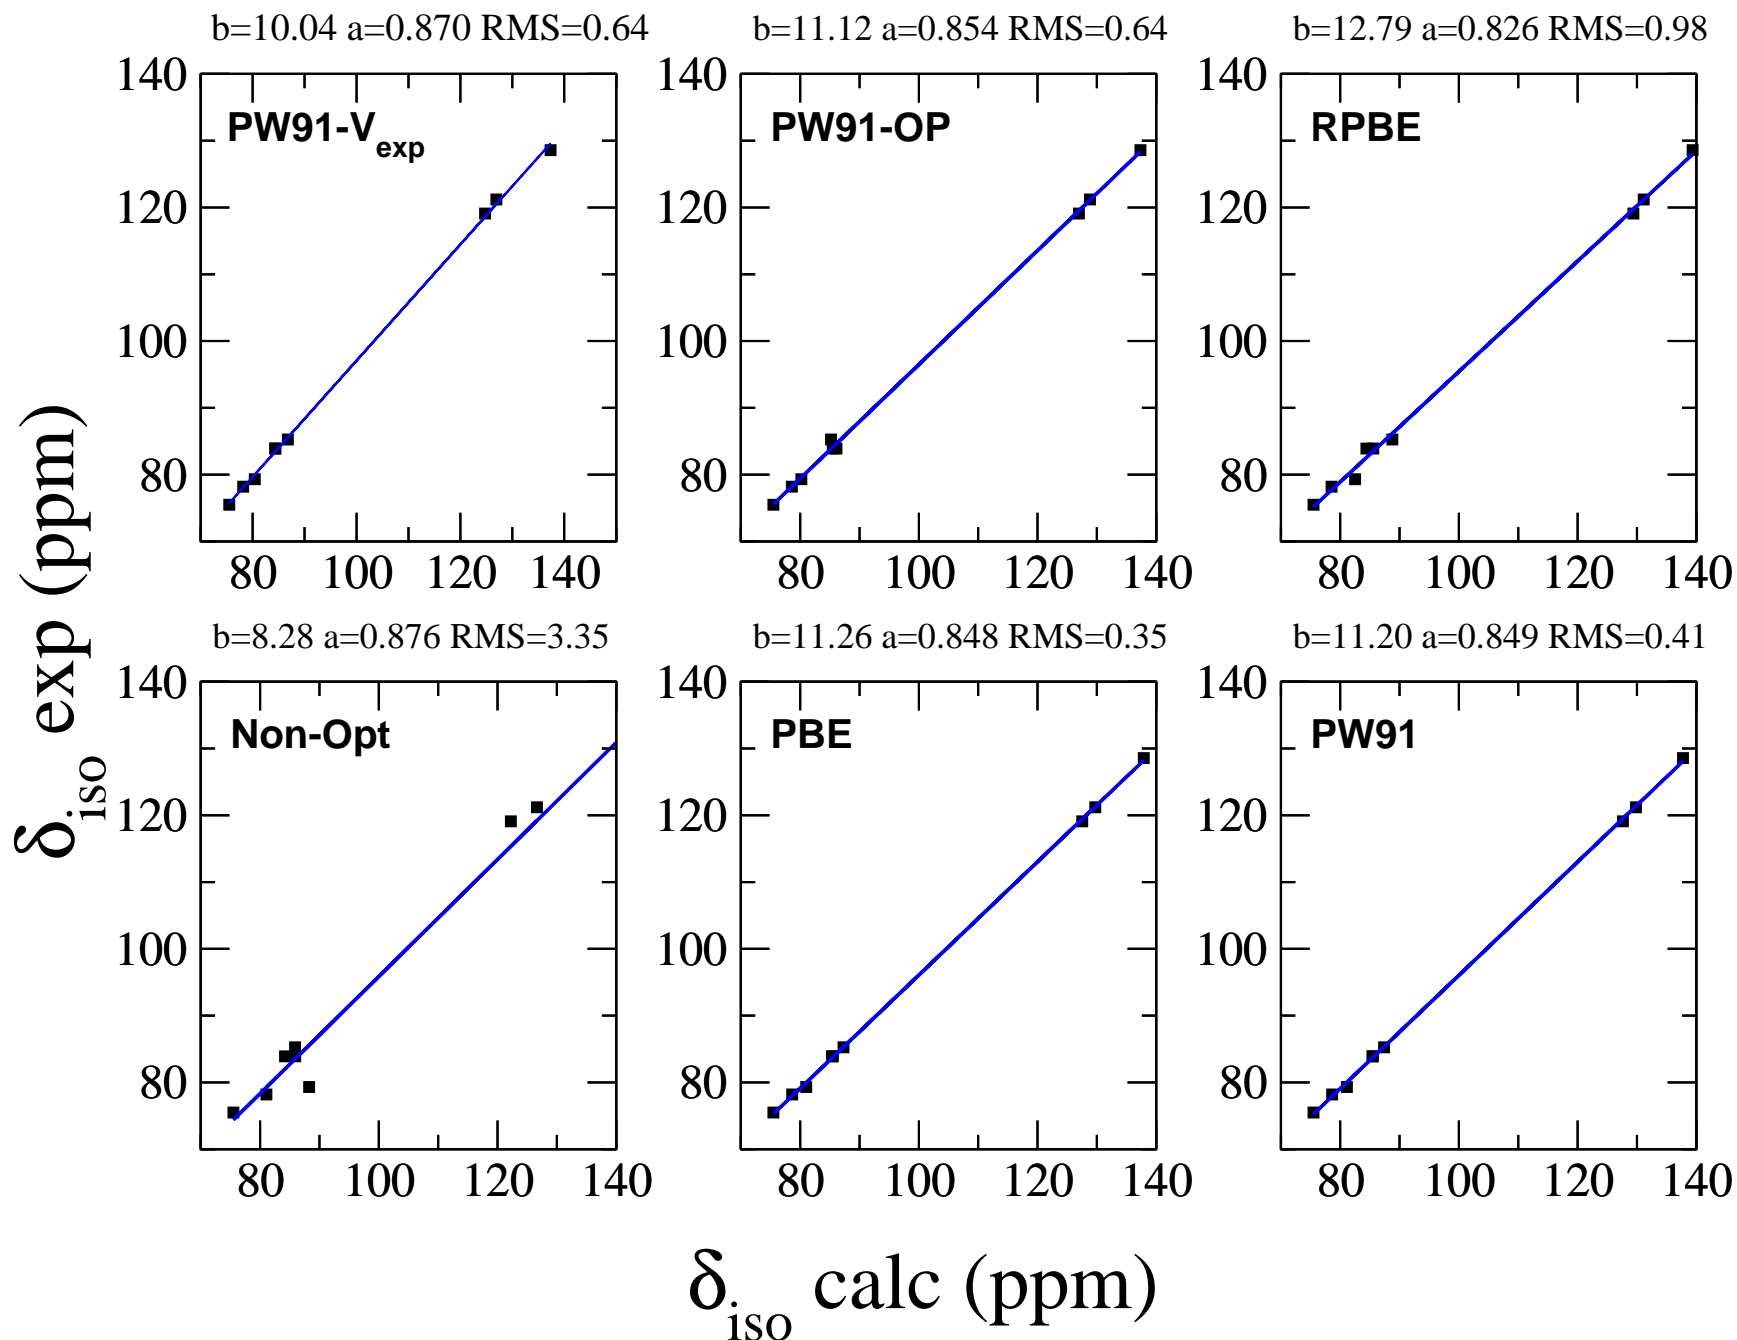 b=10.04 a=0.870 RMS=0.64
b=11.12 a=0.854 RMS=0.64
b=12.79 a=0.826 RMS=0.98
140
120
100
80
PW91-Vexp
80 100 120 140
140
120
100
80
PW91-OP
80 100 120 140
140
120
100
80
RPBE
80 100 120 140
δiso exp (ppm)
b=8.28 a=0.876 RMS=3.35
b=11.26 a=0.848 RMS=0.35
b=11.20 a=0.849 RMS=0.41
140
120
100
80
Non-Opt
80 100 120 140
140
120
100
80
PBE
80 100 120 140
140
120
100
80
PW91
80 100 120 140
δiso calc (ppm)